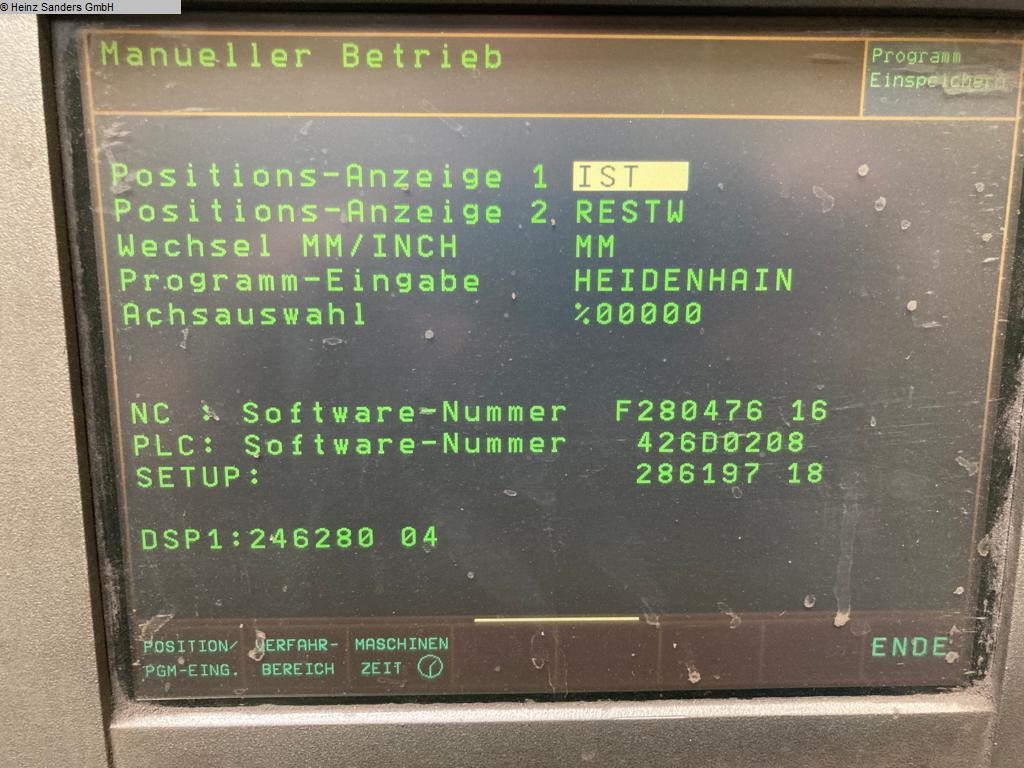 © Heinz Sanders GmbH
Manueller Betrieb
Programm
Einspeichern
Positions-Anzeige 1 IST
Positions-Anzeige 2 RESTW
Wechsel MM/INCH MM
Programm-Eingabe HEIDENHAIN
Achsauswahl %00000
NC : Software-Nummer F280476 16
PLC: Software-Nummer 426D0208
SETUP: 286197 18
DSP1:246280 04
POSITION/
PGM-EING.
VERFAHR-
BEREICH
MASCHINEN
ZEIT
ENDE